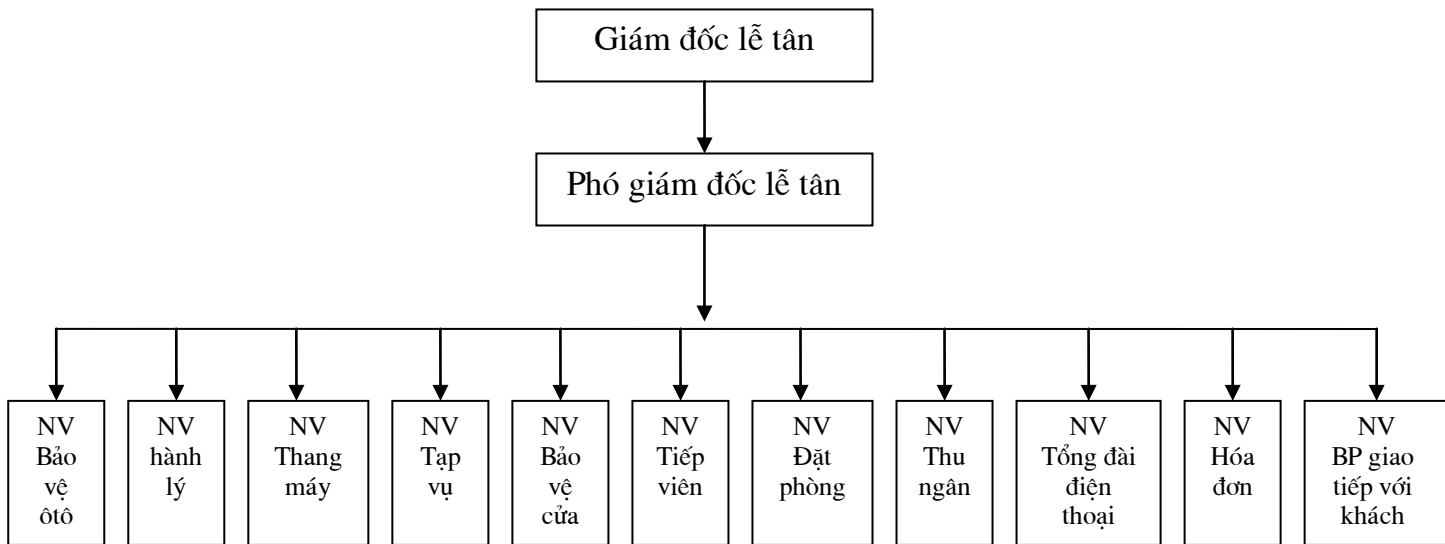 Giám đốc lễ tân
Phó giám đốc lễ tân
NV
Bảo
vệ
ôtô
NV
hành
lý
NV
Thang
máy
NV
Tạp
vụ
NV
Bảo
vệ
cửa
NV
Tiếp
viên
NV
Đặt
phòng
NV
Thu
ngân
NV
Tổng đài
điện
thoại
NV
Hóa
đơn
NV
BP giao
tiếp với
khách